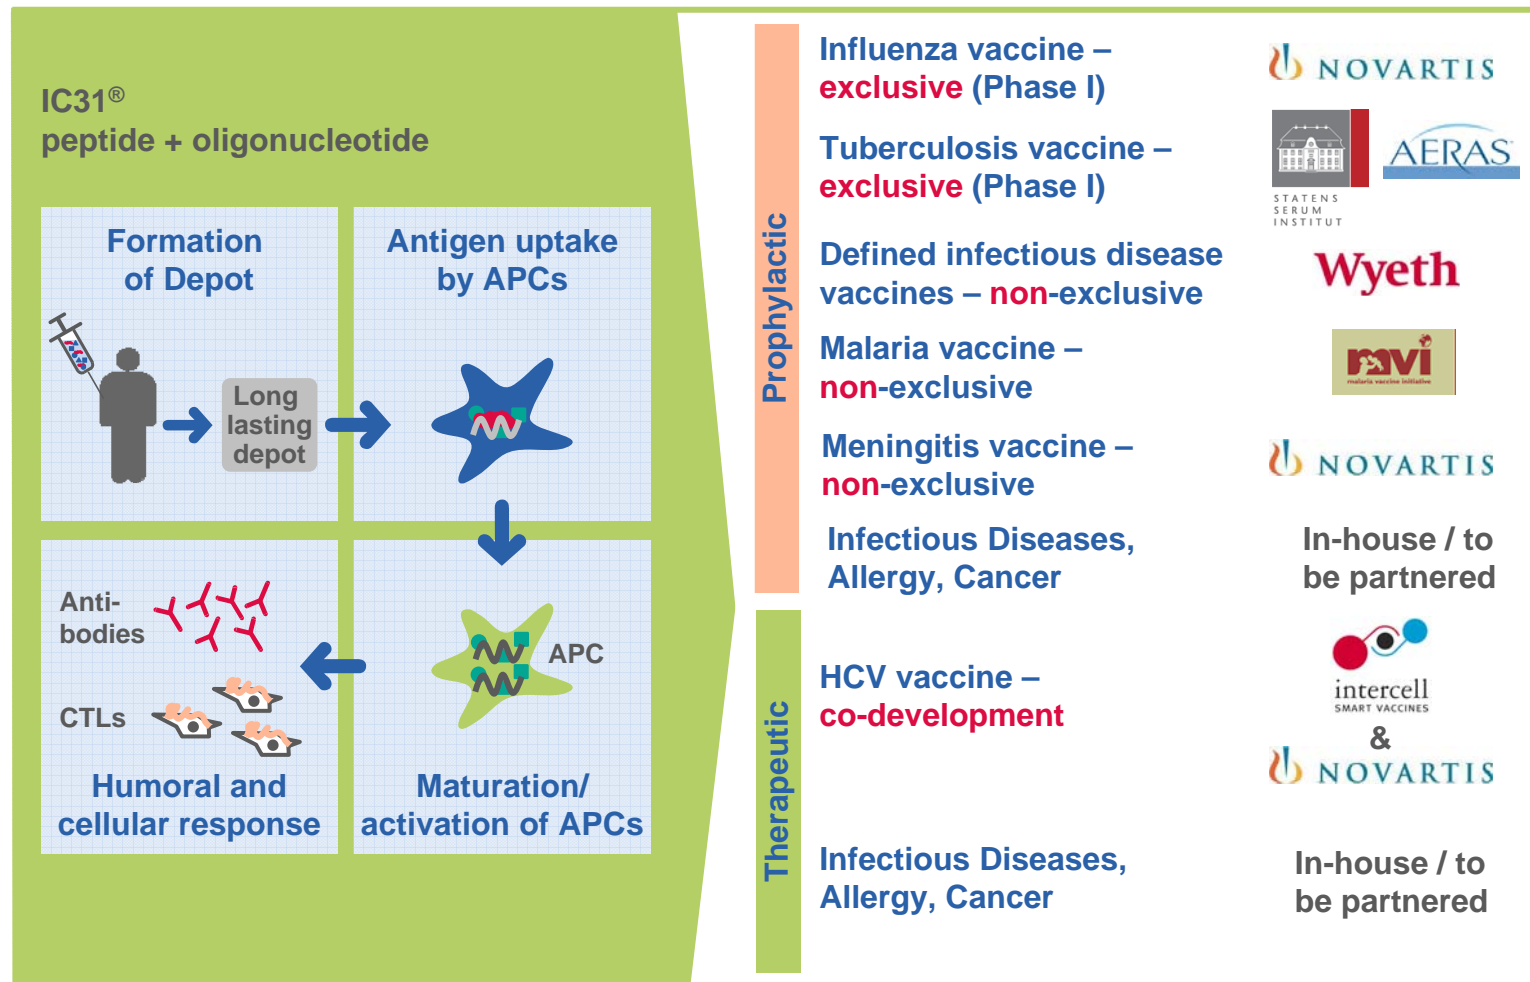 IC31®
peptide + oligonucleotide
Formation
of Depot
Long
lasting
depot
Antigen uptake
by APCs
Anti-
bodies
CTLs
Humoral and
cellular response
APC
Maturation/
activation of APCs
Prophylactic
Influenza vaccine –
exclusive (Phase I)
NOVARTIS
Tuberculosis vaccine –
exclusive (Phase I)
STATENS
SERUM
INSTITUT
AERAS
Defined infectious disease
vaccines – non-exclusive
Wyeth
Malaria vaccine –
non-exclusive
mvi
malaria vaccine initiative
Meningitis vaccine –
non-exclusive
NOVARTIS
Infectious Diseases,
Allergy, Cancer
In-house / to
be partnered
Therapeutic
HCV vaccine –
co-development
intercell
SMART VACCINES
&
NOVARTIS
Infectious Diseases,
Allergy, Cancer
In-house / to
be partnered